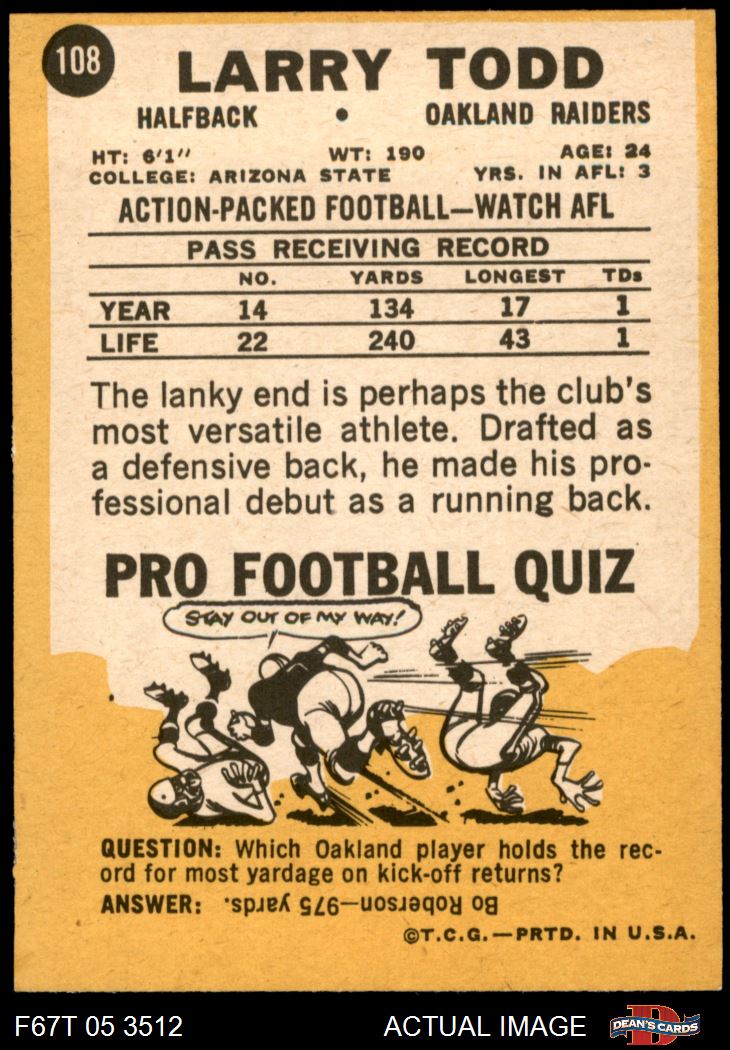 108
LARRY TODD
HALFBACK • OAKLAND RAIDERS
HT: 6'1" WT: 190 AGE: 24
COLLEGE: ARIZONA STATE YRS. IN AFL: 3
ACTION-PACKED FOOTBALL—WATCH AFL
PASS RECEIVING RECORD
NO. YARDS LONGEST TDs
YEAR 14 134 17 1
LIFE 22 240 43 1
The lanky end is perhaps the club's
most versatile athlete. Drafted as
a defensive back, he made his pro-
fessional debut as a running back.
PRO FOOTBALL QUIZ
STAY OUT OF MY WAY!
QUESTION: Which Oakland player holds the rec-
ord for most yardage on kick-off returns?
ANSWER: Bo Roberson—975 yards.
©T.C.G.—PRTD. IN U.S.A.
F67T 05 3512 ACTUAL IMAGE D DEAN'S CARDS